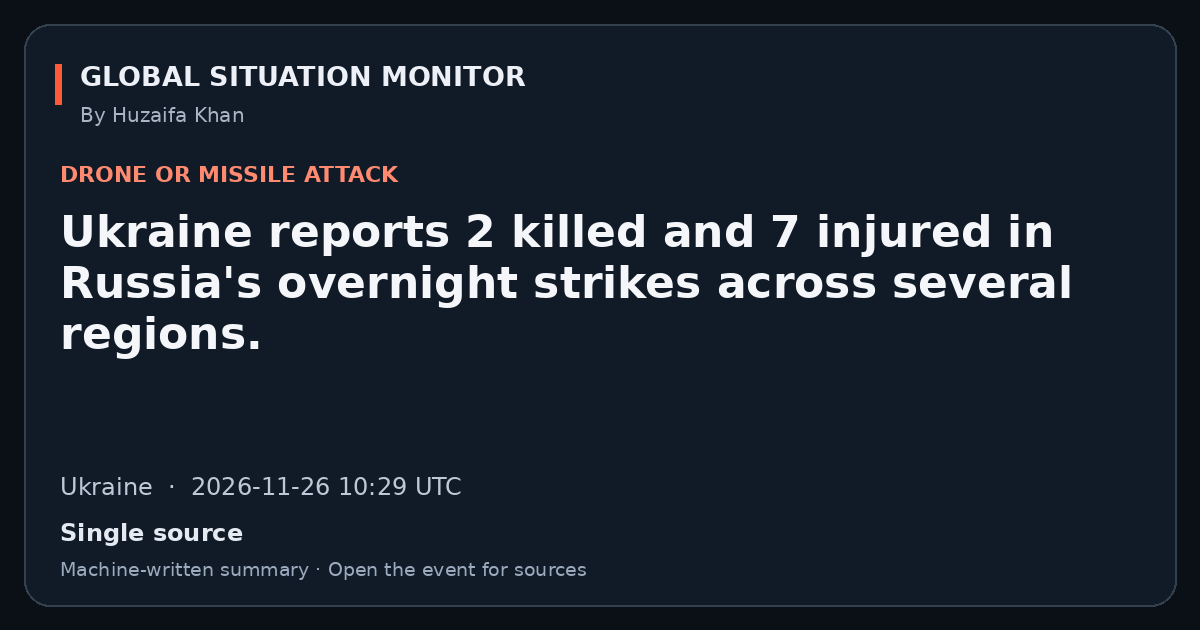 GLOBAL SITUATION MONITOR
By Huzaifa Khan
DRONE OR MISSILE ATTACK
Ukraine reports 2 killed and 7 injured in
Russia's overnight strikes across several
regions.
Ukraine · 2026-11-26 10:29 UTC
Single source
Machine-written summary · Open the event for sources